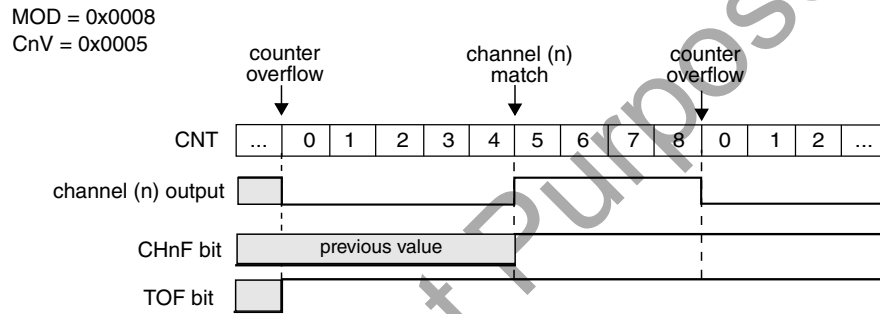 MOD = 0x0008
CnV = 0x0005
counter overflow
channel (n) match
counter overflow
CNT ... 0 1 2 3 4 5 6 7 8 0 1 2 ...
channel (n) output
CHnF bit previous value
TOF bit
t Purpos